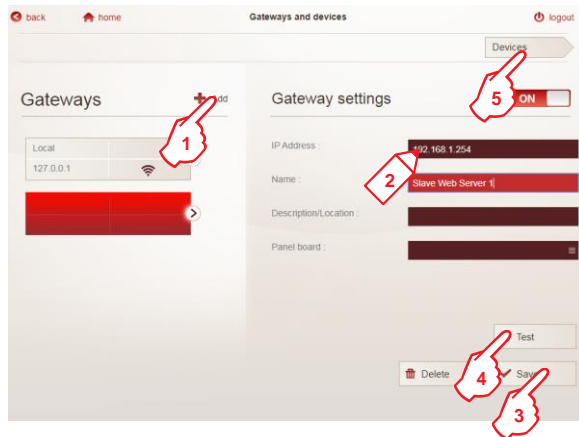 back home Gateways and devices logout
Devices
Gateways
Gateway settings ON
5
1
Local
127.0.0.1
IP Address : 192.168.1.254
2
Name : Slave Web Server 1
Description/Location :
Panel board :
Test
Delete
4
3